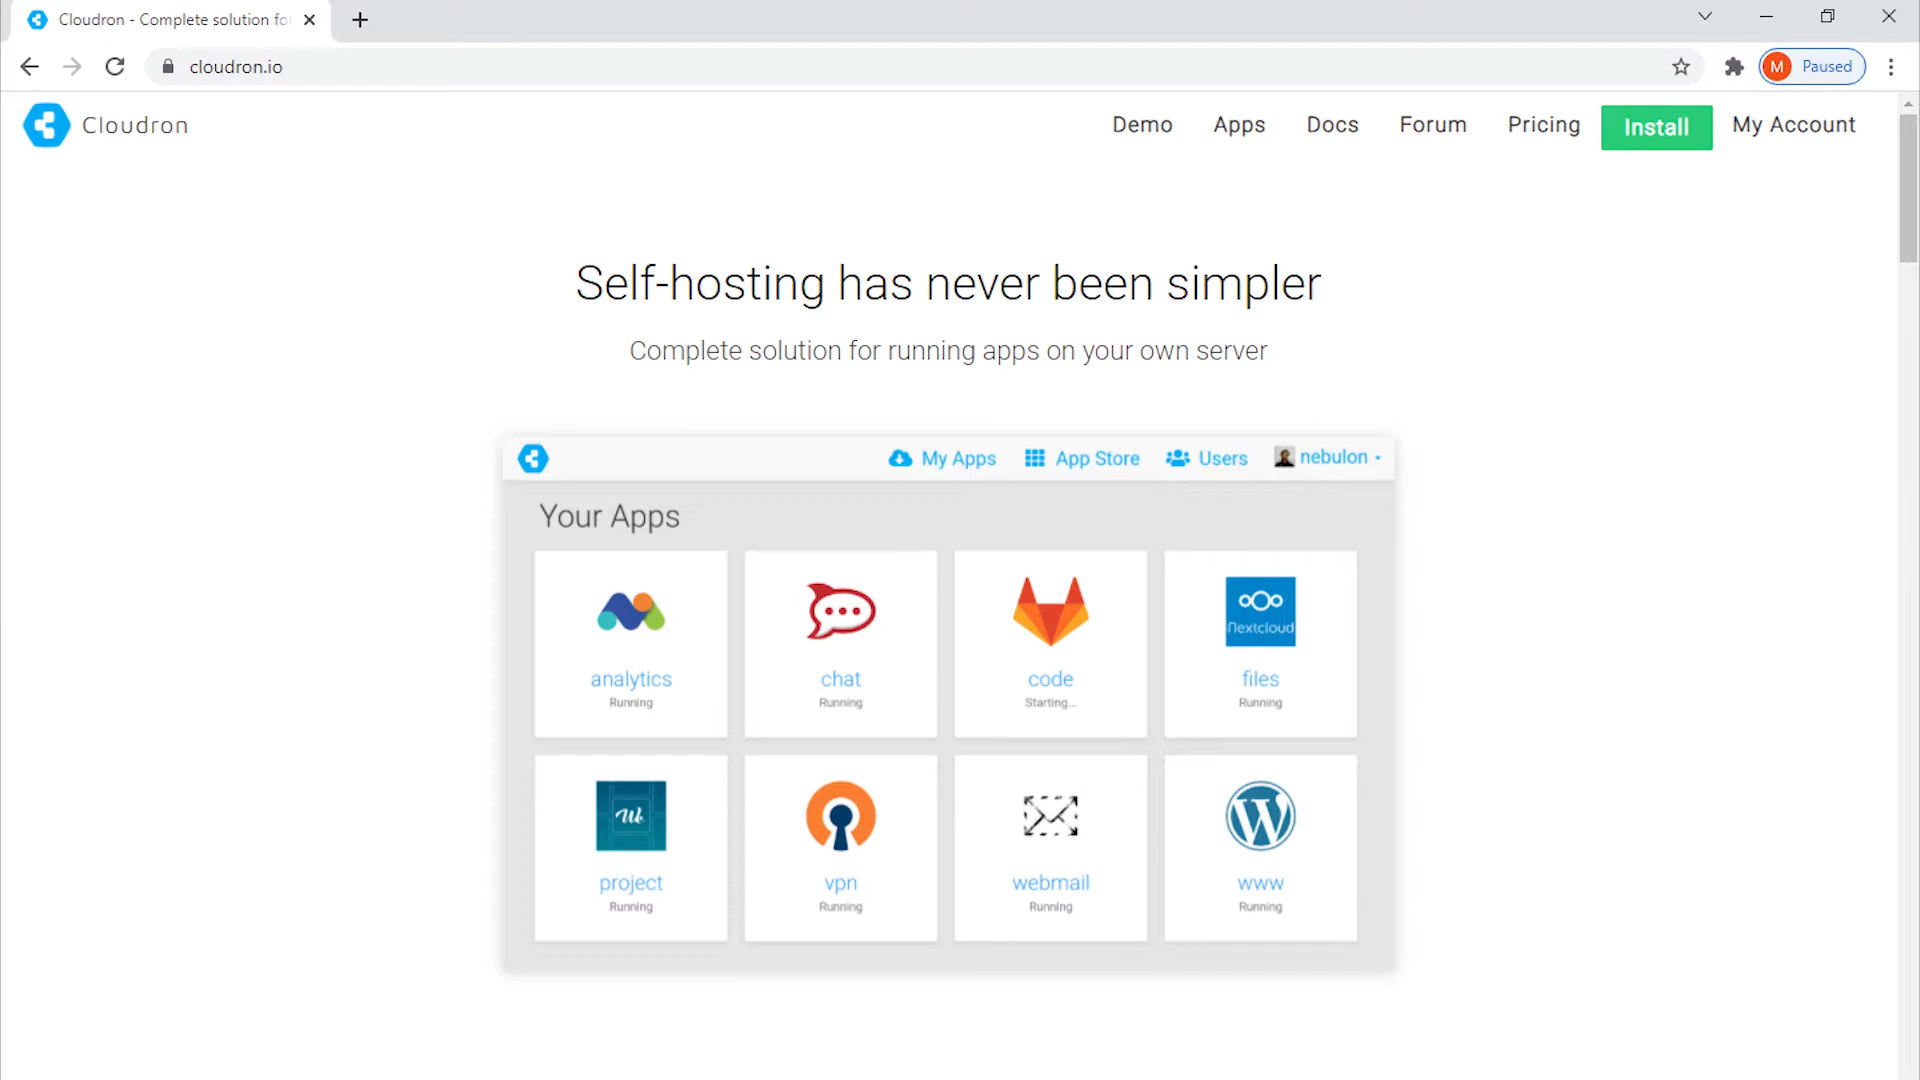 Cloudron - Complete solution fo
cloudron.io
M Paused
Cloudron
Demo Apps Docs Forum Pricing Install My Account
Self-hosting has never been simpler
Complete solution for running apps on your own server
My Apps App Store Users nebulon
Your Apps
analytics chat code files
Running Running Starting... Running
nextcloud
project vpn webmail www
Running Running Running Running